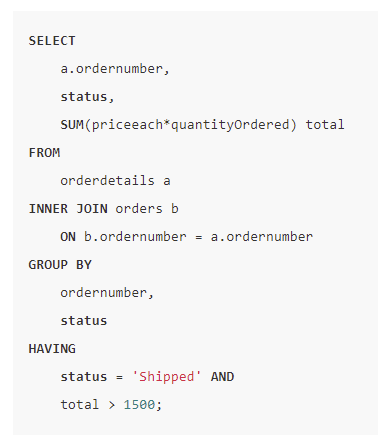 SELECT
    a.ordernumber,
    status,
    SUM(priceeach*quantityOrdered) total
FROM
    orderdetails a
INNER JOIN orders b
    ON b.ordernumber = a.ordernumber
GROUP BY
    ordernumber,
    status
HAVING
    status = 'Shipped' AND
    total > 1500;